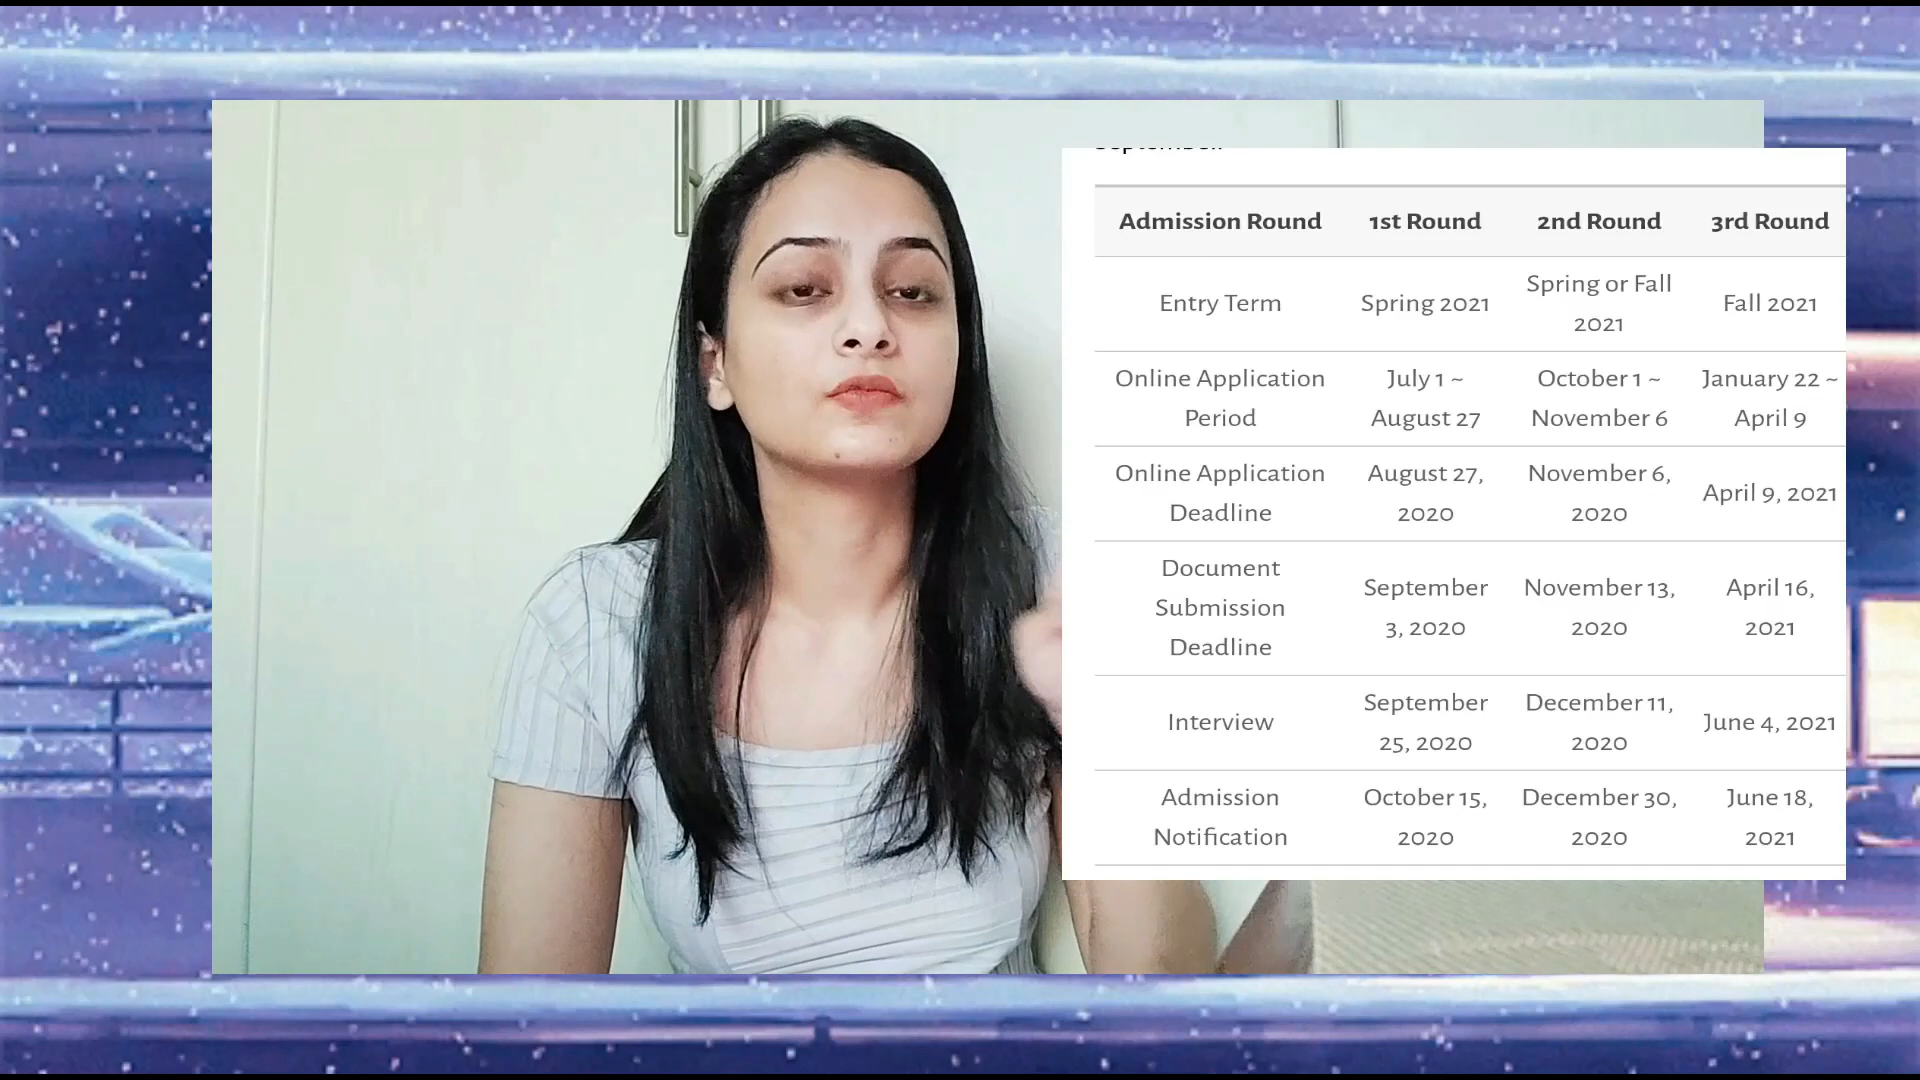 September.
Admission Round 1st Round 2nd Round 3rd Round
Entry Term Spring 2021 Spring or Fall 2021 Fall 2021
Online Application Period July 1 ~ August 27 October 1 ~ November 6 January 22 ~ April 9
Online Application Deadline August 27, 2020 November 6, 2020 April 9, 2021
Document Submission Deadline September 3, 2020 November 13, 2020 April 16, 2021
Interview September 25, 2020 December 11, 2020 June 4, 2021
Admission Notification October 15, 2020 December 30, 2020 June 18, 2021